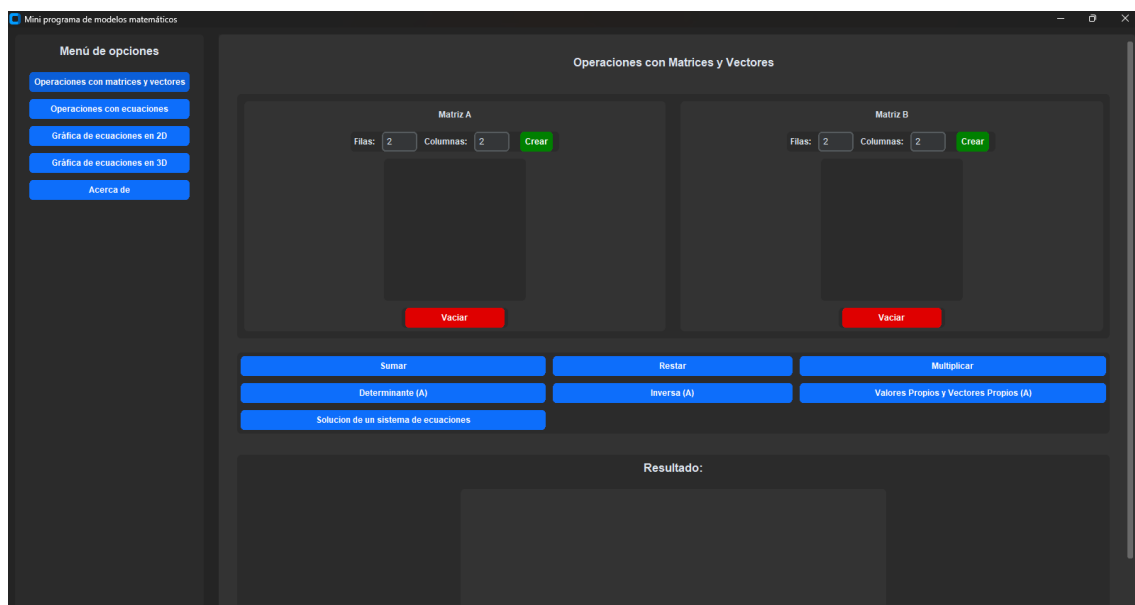 Mini programa de modelos matemáticos
Menú de opciones
Operaciones con matrices y vectores
Operaciones con ecuaciones
Gráfica de ecuaciones en 2D
Gráfica de ecuaciones en 3D
Acerca de
Operaciones con Matrices y Vectores
Matriz A
Filas: 2 Columnas: 2 Crear
Vaciar
Matriz B
Filas: 2 Columnas: 2 Crear
Vaciar
Sumar Restar Multiplicar
Determinante (A) Inversa (A) Valores Propios y Vectores Propios (A)
Solucion de un sistema de ecuaciones
Resultado: